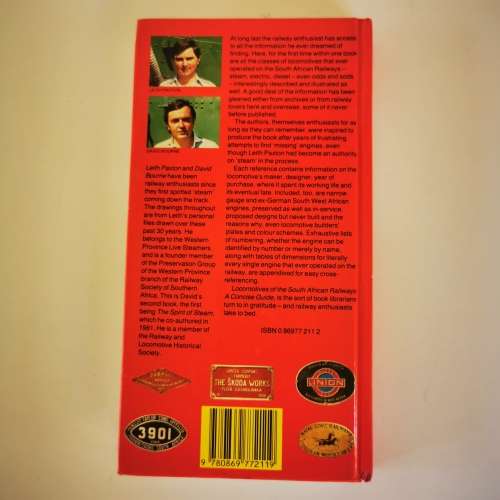 At long last the railway enthusiast has access
to all the information he ever dreamed of
finding. Here, for the first time within one book
are all the classes of locomotives that ever
operated on the South African Railways –
steam, electric, diesel – even odds and sods
– interestingly described and illustrated as
well. A good deal of the information has been
gleaned either from archives or from railway
lovers here and overseas, some of it never
before published.
The authors, themselves enthusiasts for as
long as they can remember, were inspired to
produce the book after years of frustrating
attempts to find 'missing' engines, even
though Leith Paxton had become an authority
on 'steam' in the process.
Each reference contains information on the
locomotive's maker, designer, year of
purchase, where it spent its working life and
its eventual fate. Included, too, are narrow-
gauge and ex-German South West African
engines, preserved as well as in-service,
proposed designs but never built and the
reasons why, even locomotive builders'
plates and colour schemes. Exhaustive lists
of numbering, whether the engine can be
identified by number or merely by name,
along with tables of dimensions for literally
every single engine that ever operated on the
railway, are appendixed for easy cross-
referencing.
Locomotives of the South African Railways
A Concise Guide, is the sort of book librarians
turn to in gratitude – and railway enthusiasts
take to bed.
LEITH PAXTON
DAVID BOURNE
Leith Paxton and David
Bourne have been
railway enthusiasts since
they first spotted 'steam'
coming down the track.
The drawings throughout
are from Leith's personal
files drawn over these
past 30 years. He
belongs to the Western
Province Live Steamers
and is a founder member
of the Preservation Group
of the Western Province
branch of the Railway
Society of Southern
Africa. This is David's
second book, the first
being The Spirit of Steam,
which he co-authored in
1981. He is a member of
the Railway and
Locomotive Historical
Society.
ISBN 0 86977 211 2
THE ŠKODA WORKS
UNION
3901
9 780869 772119